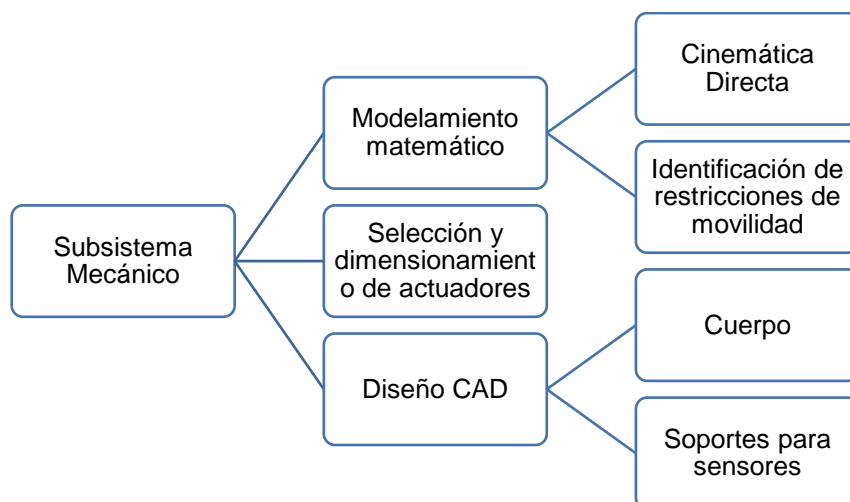 Subsistema
Mecánico
Modelamiento
matemático
Cinemática
Directa
Identificación de
restricciones de
movilidad
Selección y
dimensionamient
o de actuadores
Diseño CAD
Cuerpo
Soportes para
sensores